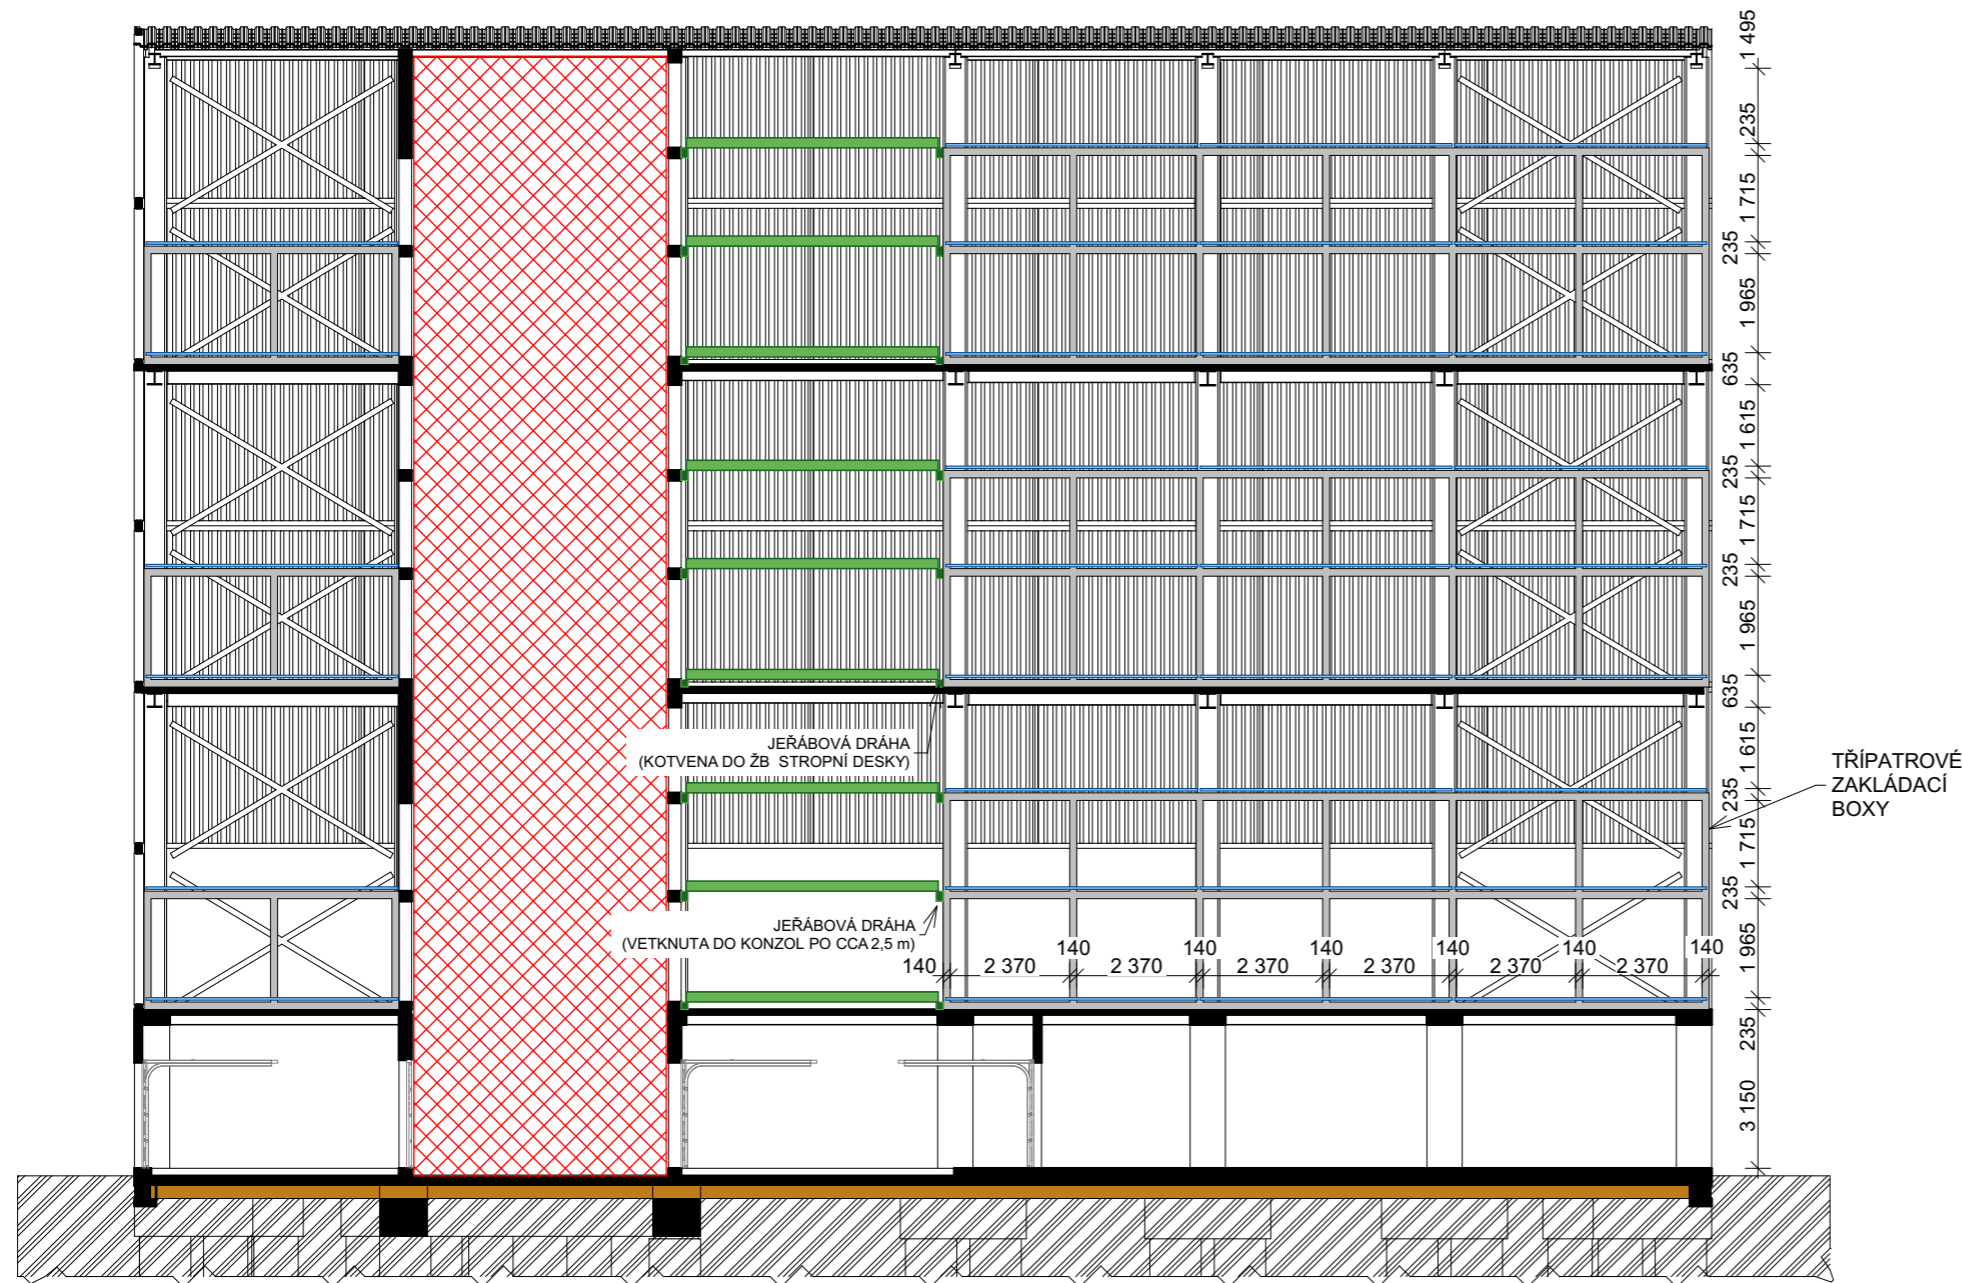 1 495
235
1 715
235
1 965
635
1 615
235
1 715
235
1 965
635
JEŘÁBOVÁ DRÁHA
(KOTVENA DO ŽB STROPNÍ DESKY)
1 615
TŘÍPATROVÉ
ZAKLÁDACÍ
BOXY
235
1 715
235
JEŘÁBOVÁ DRÁHA
(VETKNUTA DO KONZOL PO CCA 2,5 m)
1 965
140 140 140 140 140 140
140 2 370 2 370 2 370 2 370 2 370 2 370
235
3 150